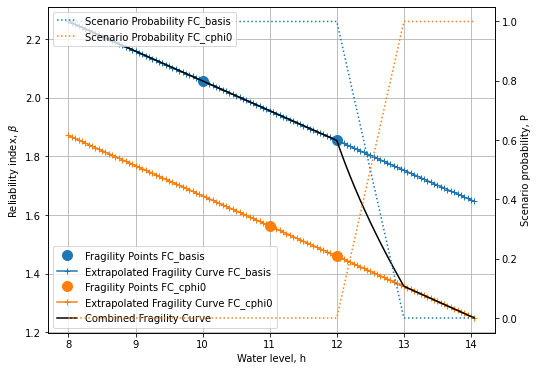 Scenario Probability FC_basis
Scenario Probability FC_cphi0
2.2
2.0
1.8
1.6
1.4
1.2
Reliability index, β
1.0
0.8
0.6
0.4
0.2
0.0
Scenario probability, P
Fragility Points FC_basis
Extrapolated Fragility Curve FC_basis
Fragility Points FC_cphi0
Extrapolated Fragility Curve FC_cphi0
Combined Fragility Curve
8 9 10 11 12 13 14
Water level, h